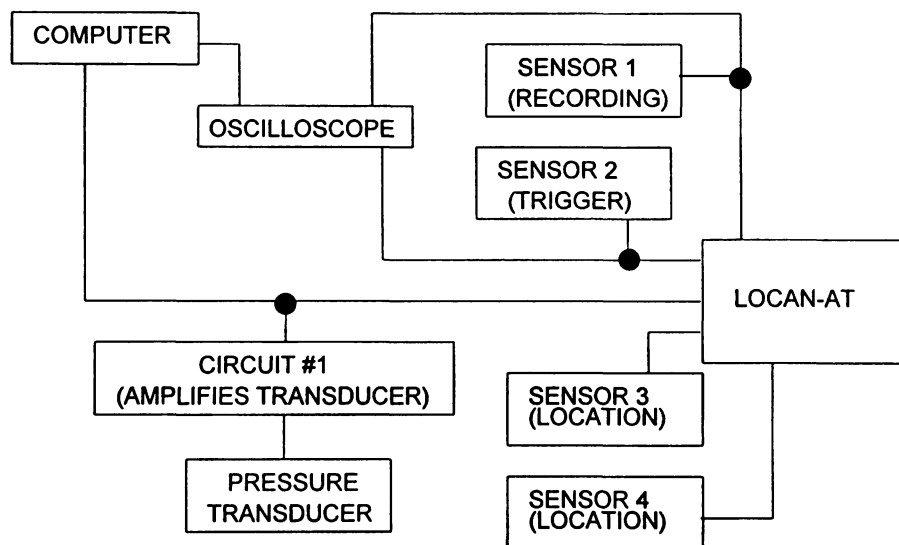 COMPUTER
SENSOR 1
(RECORDING)
OSCILLOSCOPE
SENSOR 2
(TRIGGER)
LOCAN-AT
CIRCUIT #1
(AMPLIFIES TRANSDUCER)
SENSOR 3
(LOCATION)
PRESSURE
TRANSDUCER
SENSOR 4
(LOCATION)